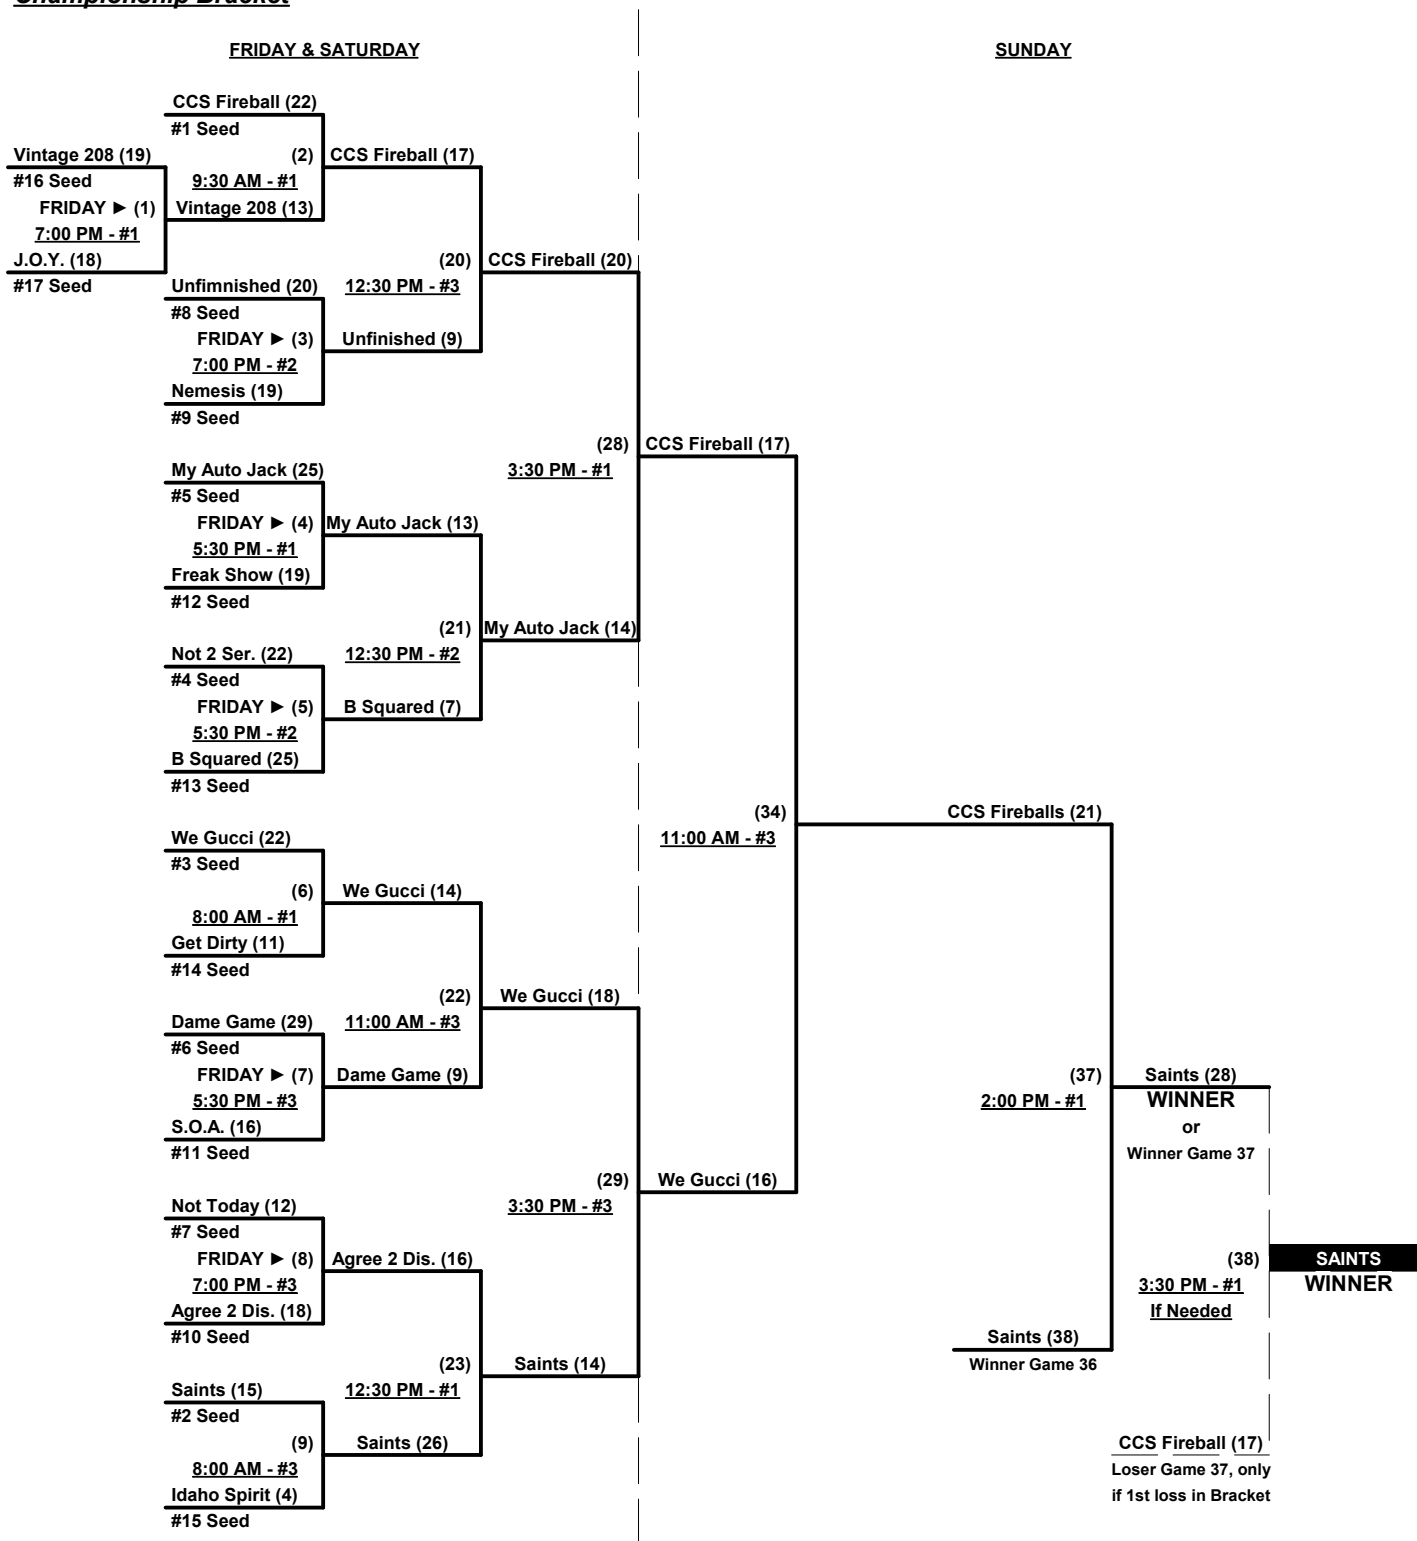 Championship Bracket
FRIDAY & SATURDAY
SUNDAY
CCS Fireball (22)
#1 Seed
Vintage 208 (19)
(2)
CCS Fireball (17)
#16 Seed
9:30 AM - #1
FRIDAY ► (1)
Vintage 208 (13)
7:00 PM - #1
J.O.Y. (18)
(20)
CCS Fireball (20)
#17 Seed
Unfimnished (20)
12:30 PM - #3
#8 Seed
FRIDAY ► (3)
Unfinished (9)
7:00 PM - #2
Nemesis (19)
#9 Seed
(28)
CCS Fireball (17)
My Auto Jack (25)
3:30 PM - #1
#5 Seed
FRIDAY ► (4)
My Auto Jack (13)
5:30 PM - #1
Freak Show (19)
#12 Seed
(21)
My Auto Jack (14)
Not 2 Ser. (22)
12:30 PM - #2
#4 Seed
FRIDAY ► (5)
B Squared (7)
5:30 PM - #2
B Squared (25)
#13 Seed
(34)
CCS Fireballs (21)
We Gucci (22)
11:00 AM - #3
#3 Seed
(6)
We Gucci (14)
8:00 AM - #1
Get Dirty (11)
#14 Seed
(22)
We Gucci (18)
Dame Game (29)
11:00 AM - #3
#6 Seed
FRIDAY ► (7)
Dame Game (9)
(37)
Saints (28)
5:30 PM - #3
2:00 PM - #1
WINNER
S.O.A. (16)
or
#11 Seed
Winner Game 37
(29)
We Gucci (16)
Not Today (12)
3:30 PM - #3
#7 Seed
FRIDAY ► (8)
Agree 2 Dis. (16)
(38)
SAINTS
7:00 PM - #3
3:30 PM - #1
WINNER
Agree 2 Dis. (18)
If Needed
#10 Seed
Saints (38)
(23)
Saints (14)
Winner Game 36
Saints (15)
12:30 PM - #1
#2 Seed
(9)
Saints (26)
CCS Fireball (17)
8:00 AM - #3
Loser Game 37, only
Idaho Spirit (4)
if 1st loss in Bracket
#15 Seed